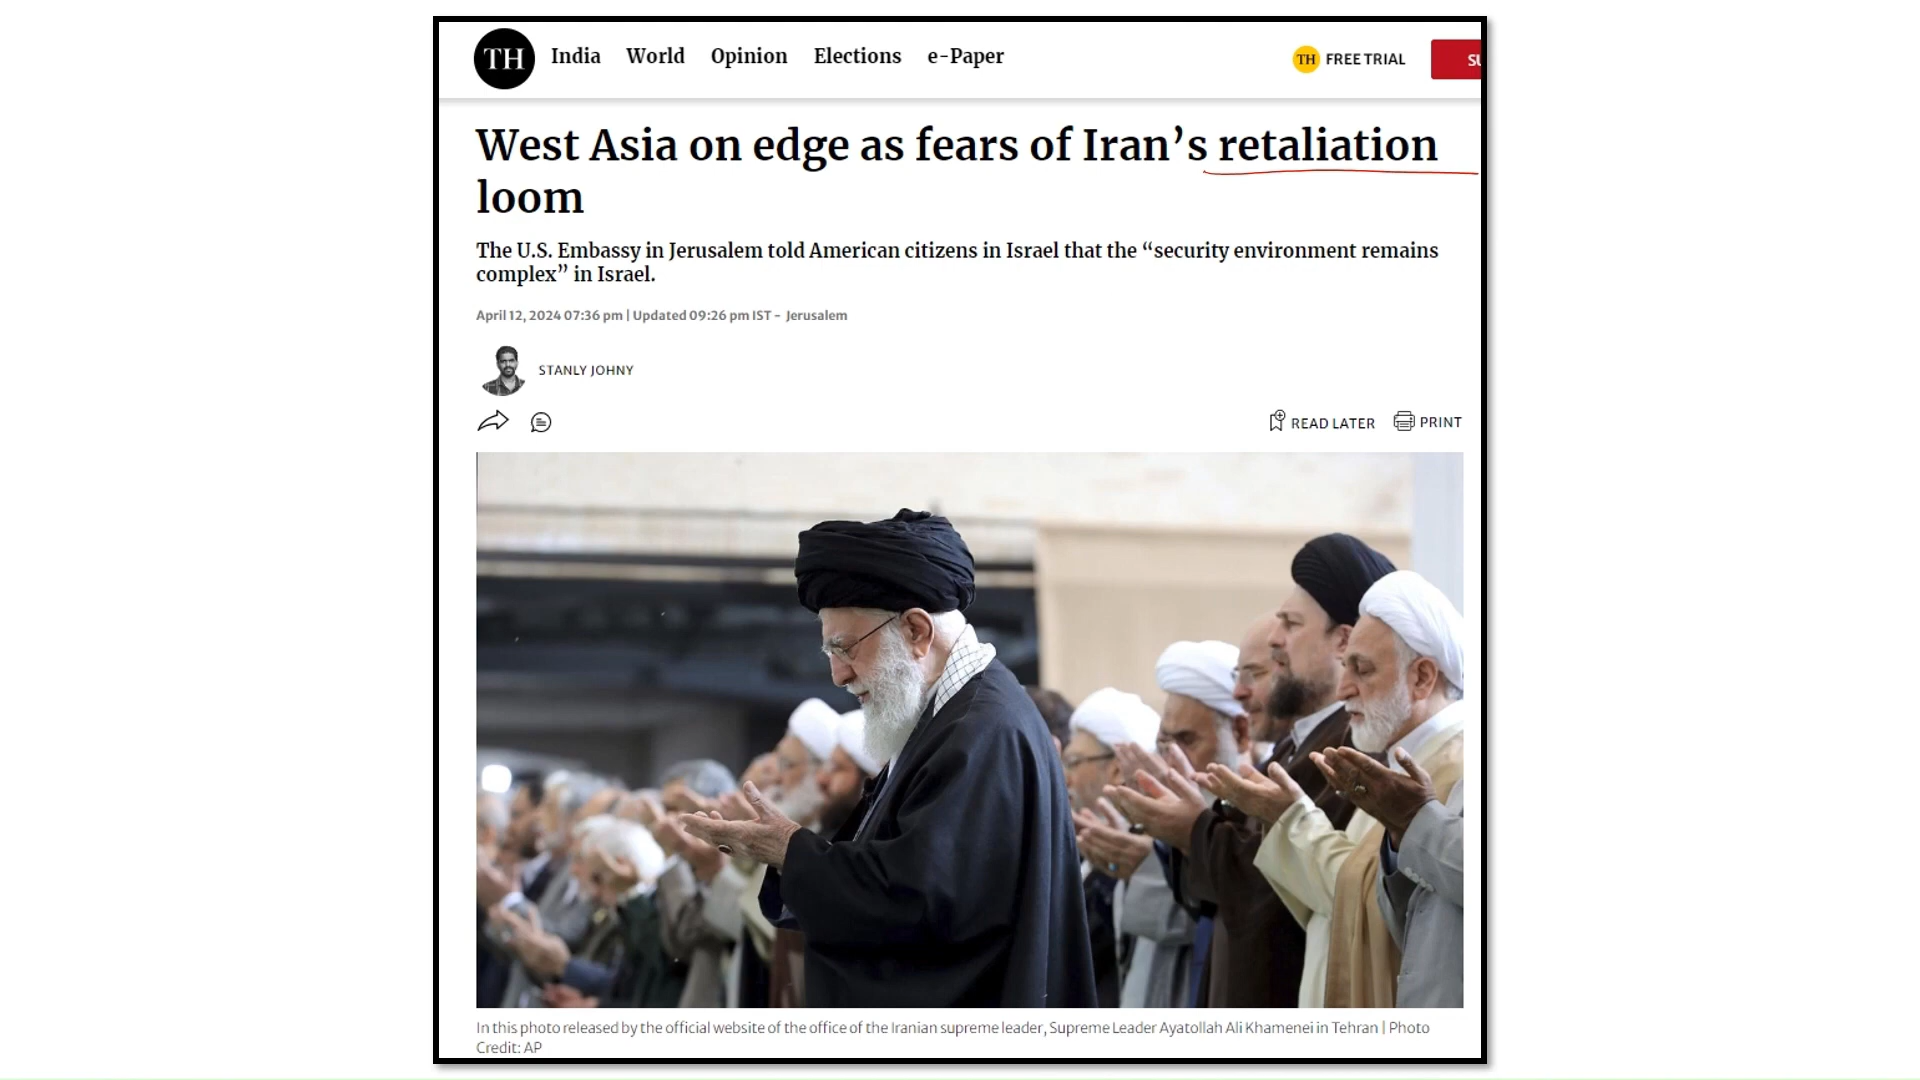 TH India World Opinion Elections e-Paper TH FREE TRIAL SU
West Asia on edge as fears of Iran’s retaliation
loom
The U.S. Embassy in Jerusalem told American citizens in Israel that the “security environment remains
complex” in Israel.
April 12, 2024 07:36 pm | Updated 09:26 pm IST - Jerusalem
STANLY JOHNY
READ LATER PRINT
In this photo released by the official website of the office of the Iranian supreme leader, Supreme Leader Ayatollah Ali Khamenei in Tehran | Photo
Credit: AP